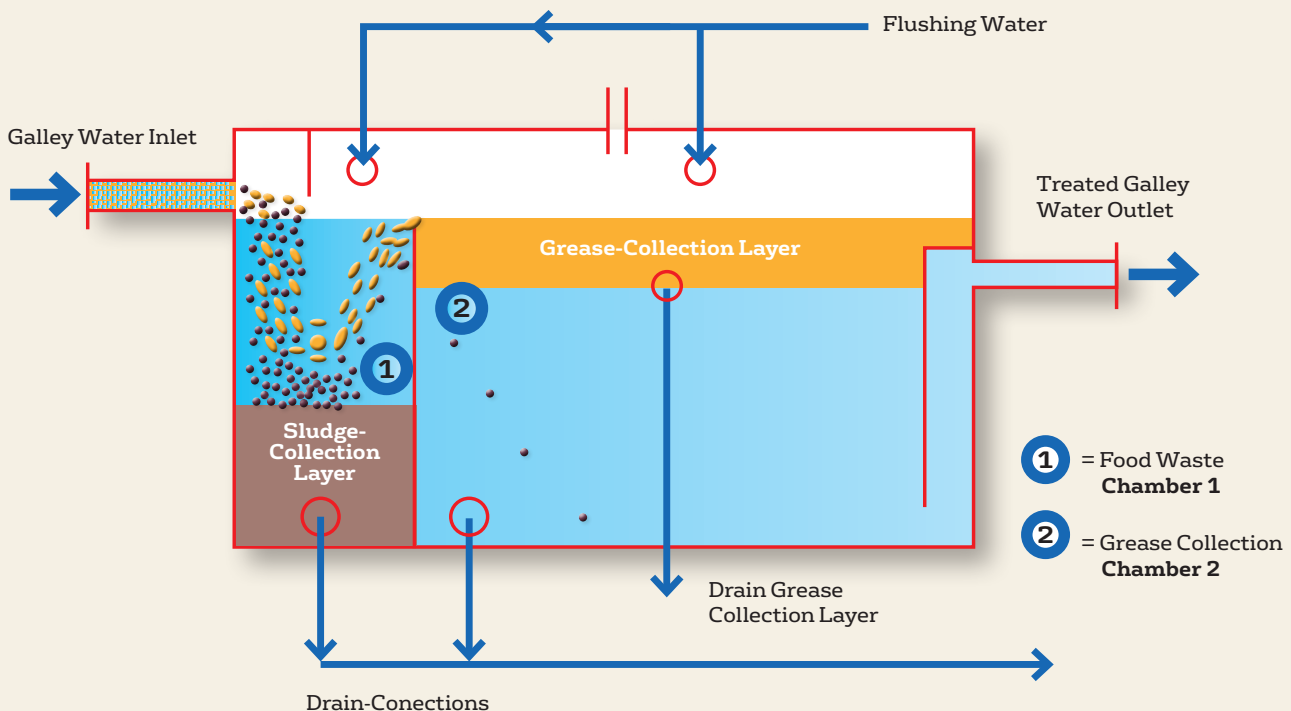 Flushing Water
Galley Water Inlet
Treated Galley
Water Outlet
Grease-Collection Layer
2
1
Sludge-
Collection
Layer
1 = Food Waste
Chamber 1
2 = Grease Collection
Chamber 2
Drain Grease
Collection Layer
Drain-Conections